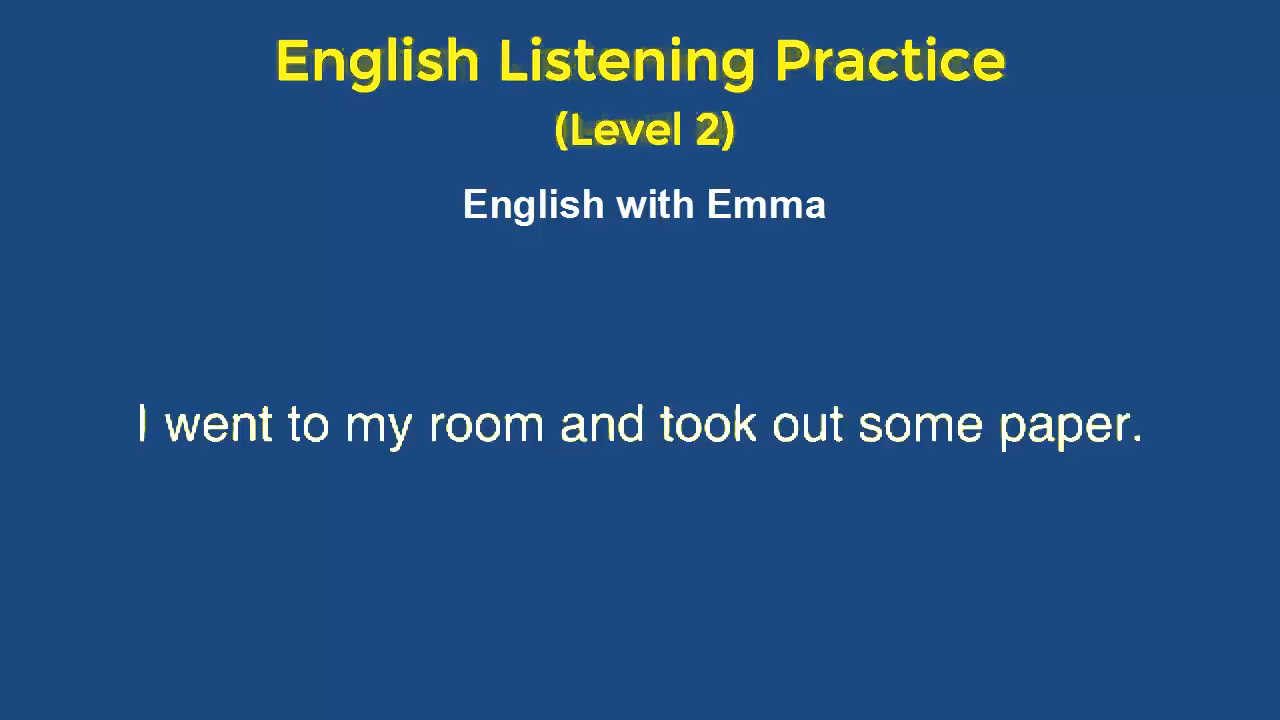 English Listening Practice
(Level 2)
English with Emma
I went to my room and took out some paper.